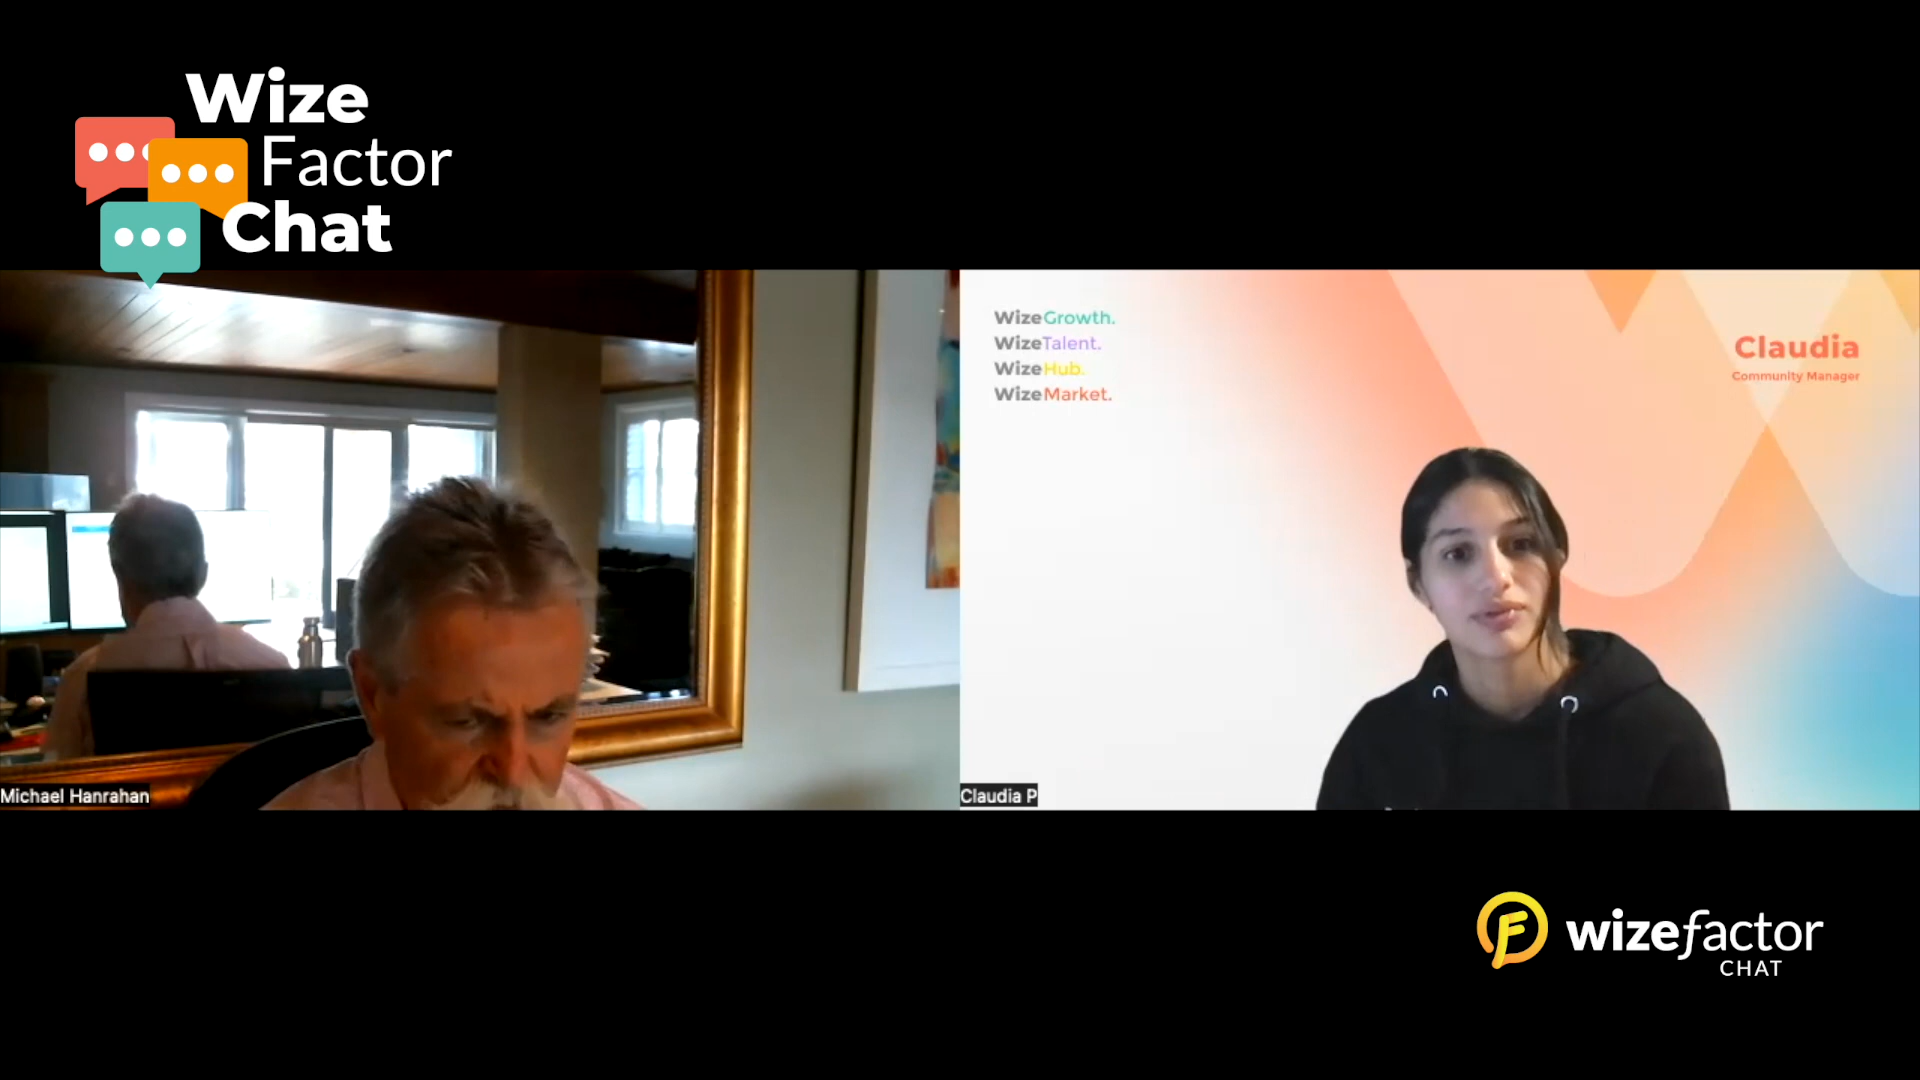 Wize
Factor
Chat
WizeGrowth.
WizeTalent.
WizeHub.
WizeMarket.
Claudia
Community Manager
Michael Hanrahan
Claudia P
wizefactor
CHAT